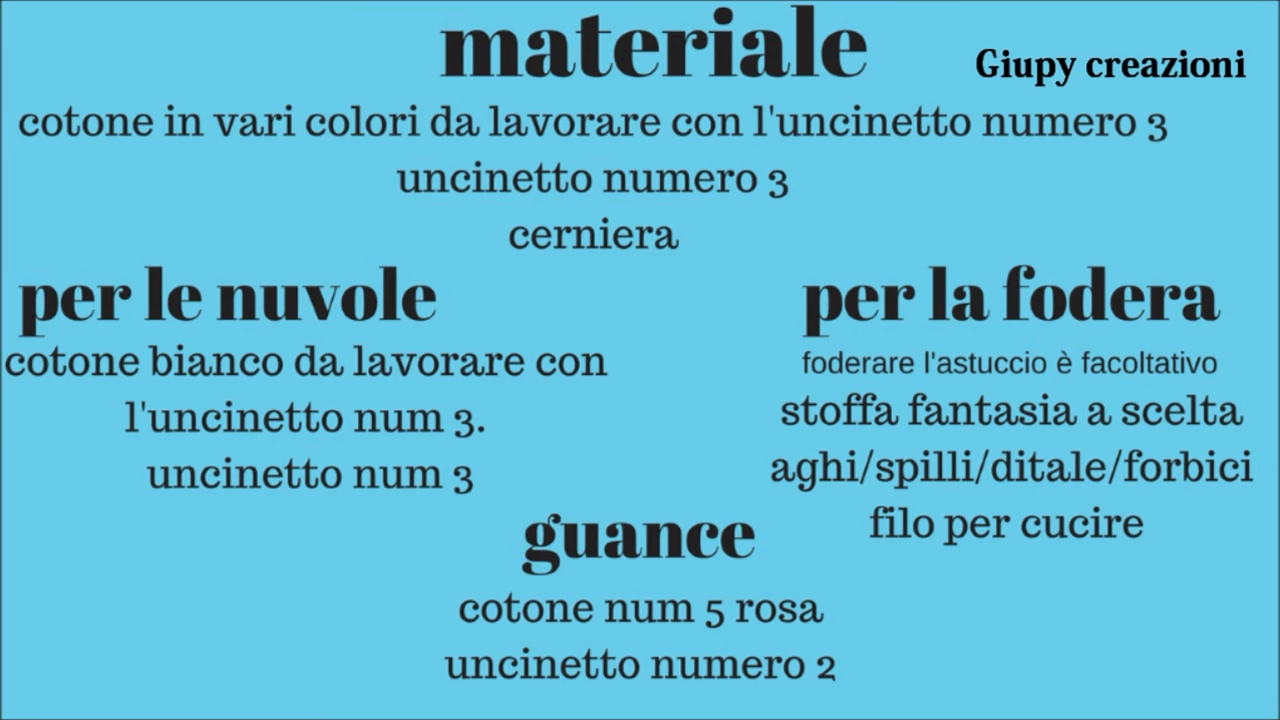 materiale
Giupy creazioni
cotone in vari colori da lavorare con l'uncinetto numero 3
uncinetto numero 3
cerniera
per le nuvole
cotone bianco da lavorare con
l'uncinetto num 3.
uncinetto num 3
per la fodera
foderare l'astuccio è facoltativo
stoffa fantasia a scelta
aghi/spilli/ditale/forbici
filo per cucire
guance
cotone num 5 rosa
uncinetto numero 2